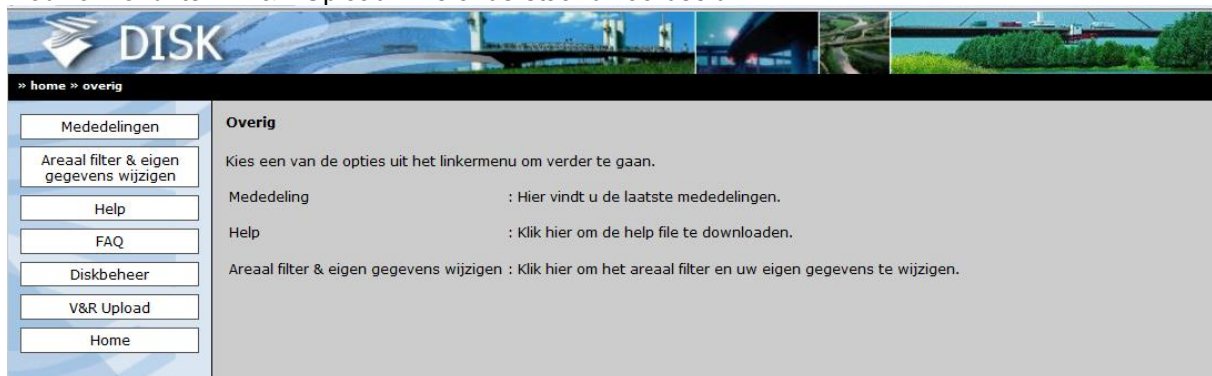 DISK
» home » overig
Mededelingen
Areaal filter & eigen
gegevens wijzigen
Help
FAQ
Diskbeheer
V&R Upload
Home
Overig
Kies een van de opties uit het linkermenu om verder te gaan.
Mededeling : Hier vindt u de laatste mededelingen.
Help : Klik hier om de help file te downloaden.
Areaal filter & eigen gegevens wijzigen : Klik hier om het areaal filter en uw eigen gegevens te wijzigen.